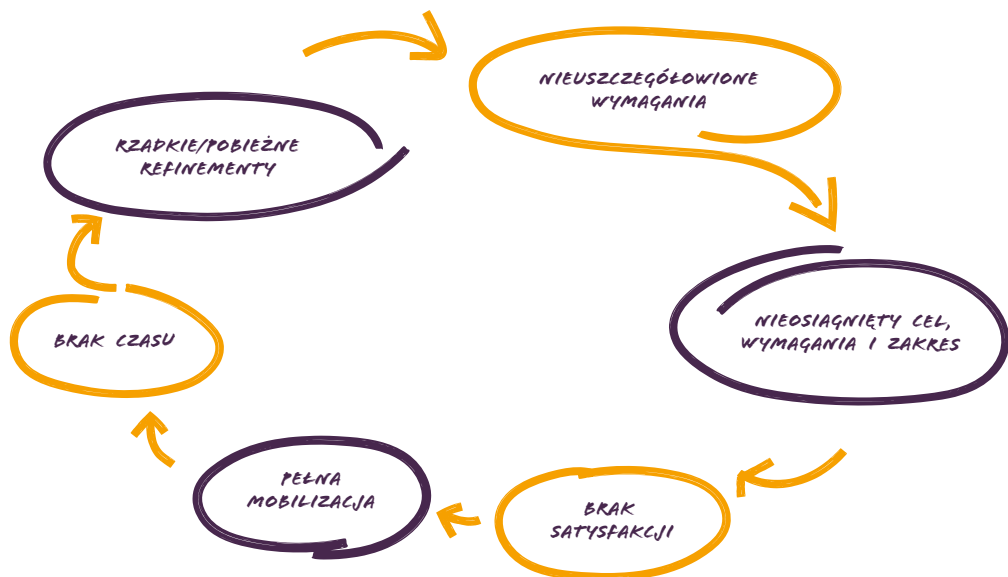 NIEUSZCZEGÓŁOWIONE
WYMAGANIA
RZADKIE/POBIEŻNE
REFINEMENTY
NIEOSIĄGNIĘTY CEL,
WYMAGANIA I ZAKRES
BRAK CZASU
PEŁNA
MOBILIZACJA
BRAK
SATYSFAKCJI